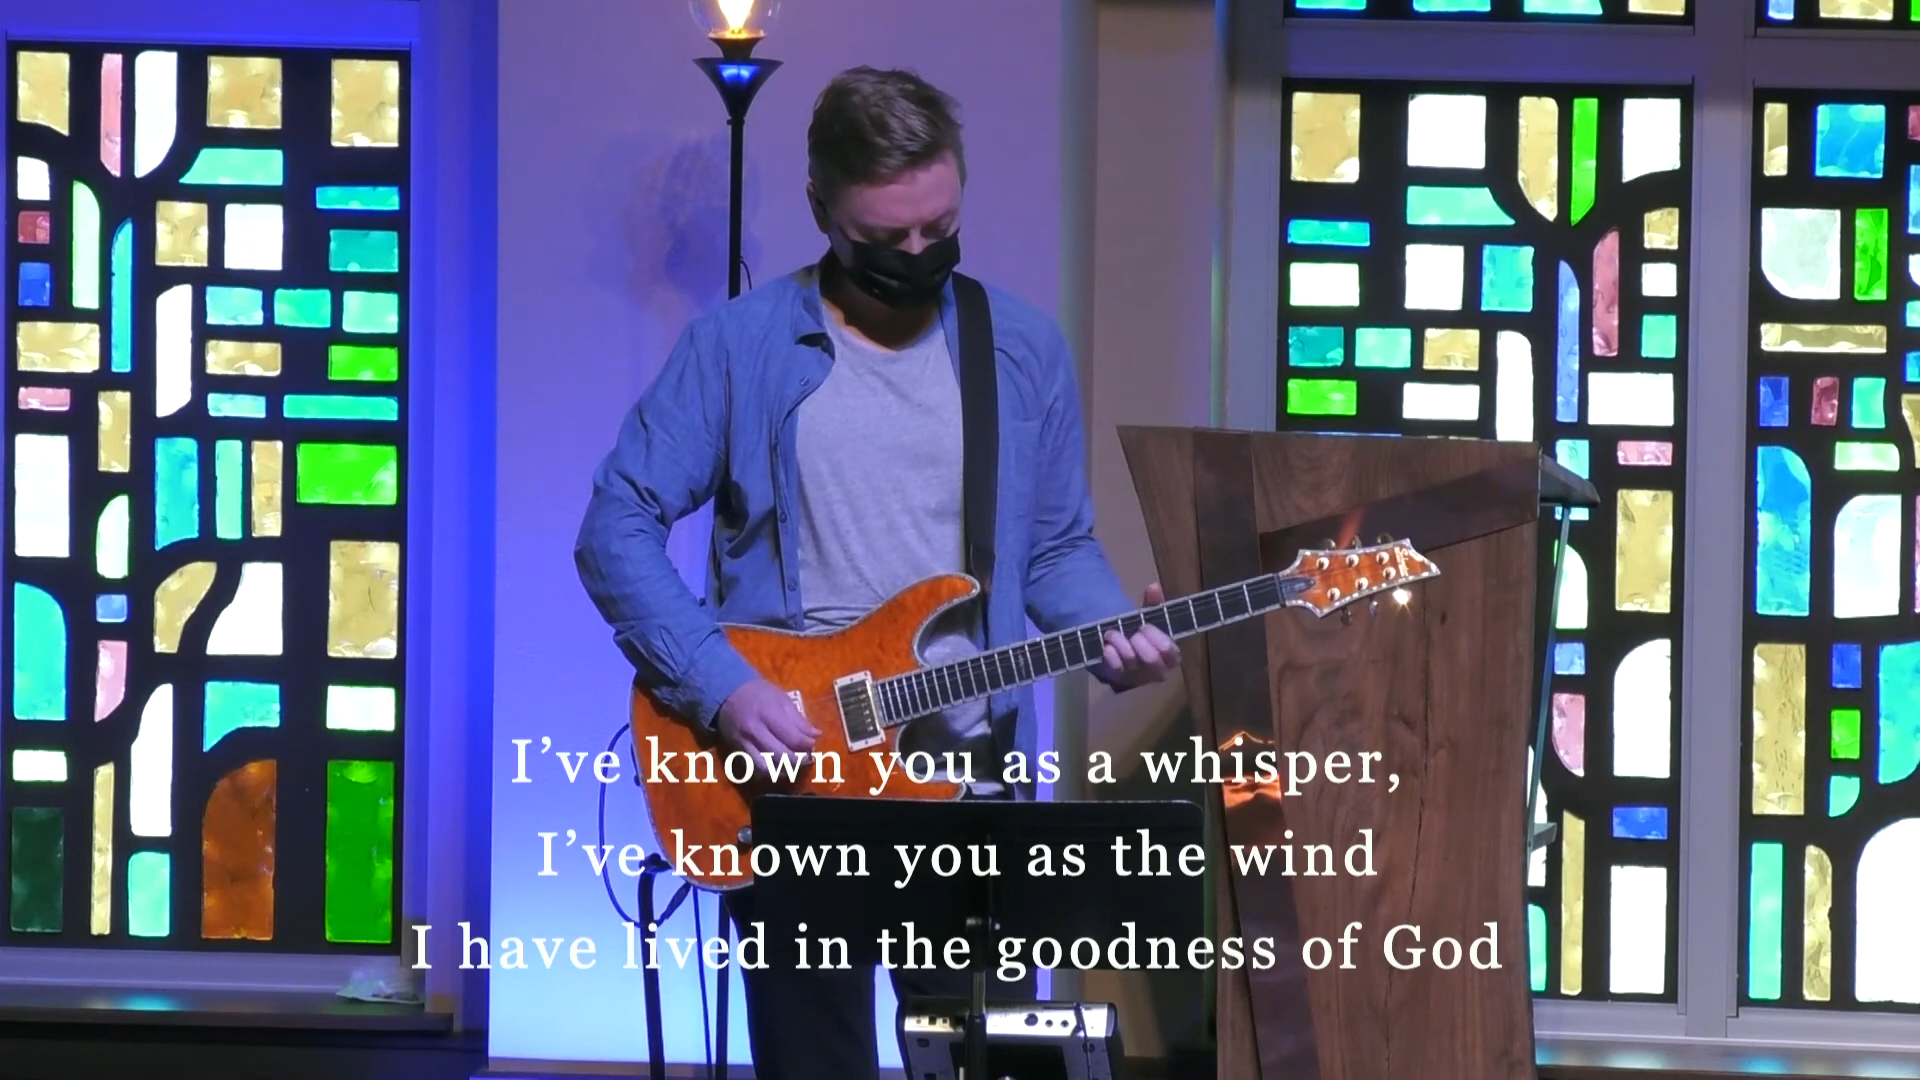 I’ve known you as a whisper,
I’ve known you as the wind
I have lived in the goodness of God